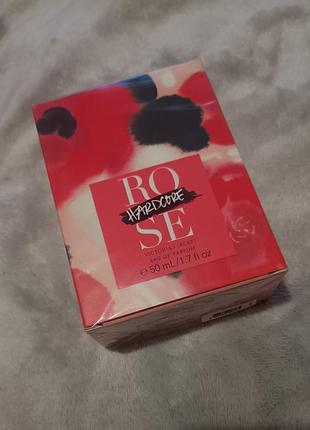 RO
HARDCORE
SE
VICTORIA'S SECRET
EAU DE PARFUM
℮ 50 mL/1.7 fl oz